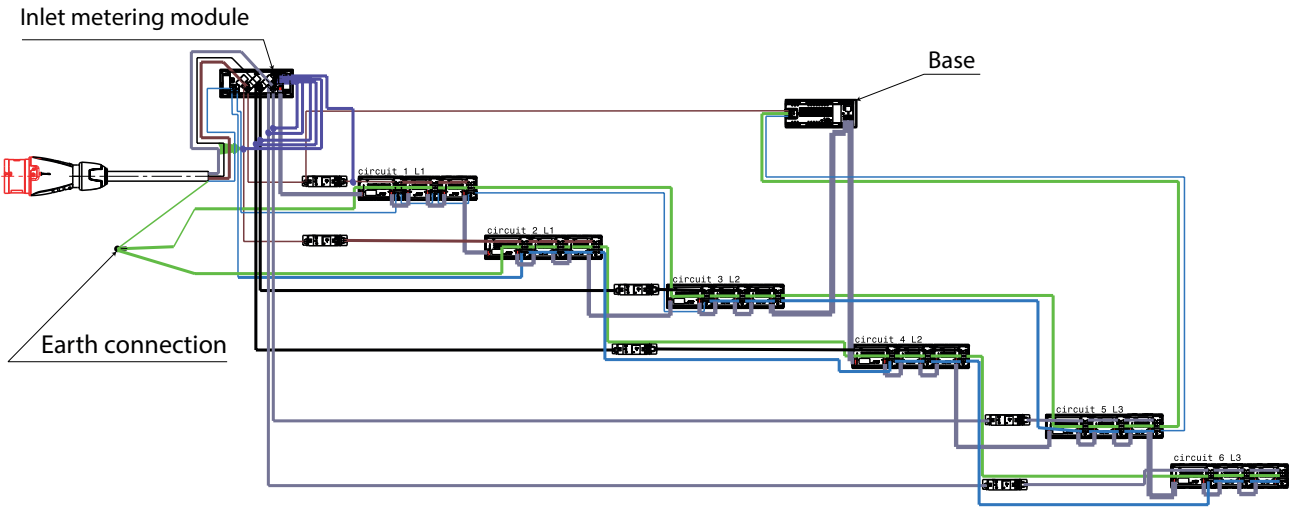 Inlet metering module
Base
circuit 1 L1
circuit 2 L1
circuit 3 L2
Earth connection
circuit 4 L2
circuit 5 L3
circuit 6 L3